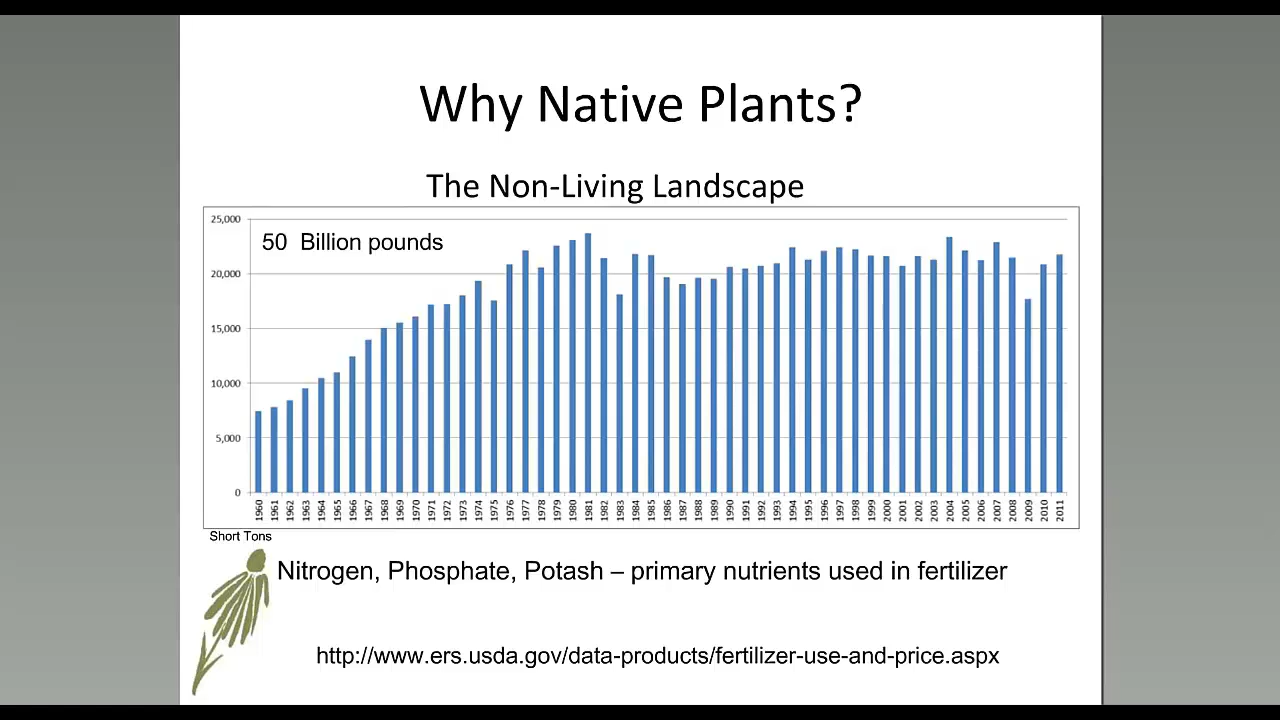 Why Native Plants?
The Non-Living Landscape
25,000
50 Billion pounds
20,000
15,000
10,000
5,000
0
1960 1961 1962 1963 1964 1965 1966 1967 1968 1969 1970 1971 1972 1973 1974 1975 1976 1977 1978 1979 1980 1981 1982 1983 1984 1985 1986 1987 1988 1989 1990 1991 1992 1993 1994 1995 1996 1997 1998 1999 2000 2001 2002 2003 2004 2005 2006 2007 2008 2009 2010 2011
Short Tons
Nitrogen, Phosphate, Potash – primary nutrients used in fertilizer
http://www.ers.usda.gov/data-products/fertilizer-use-and-price.aspx